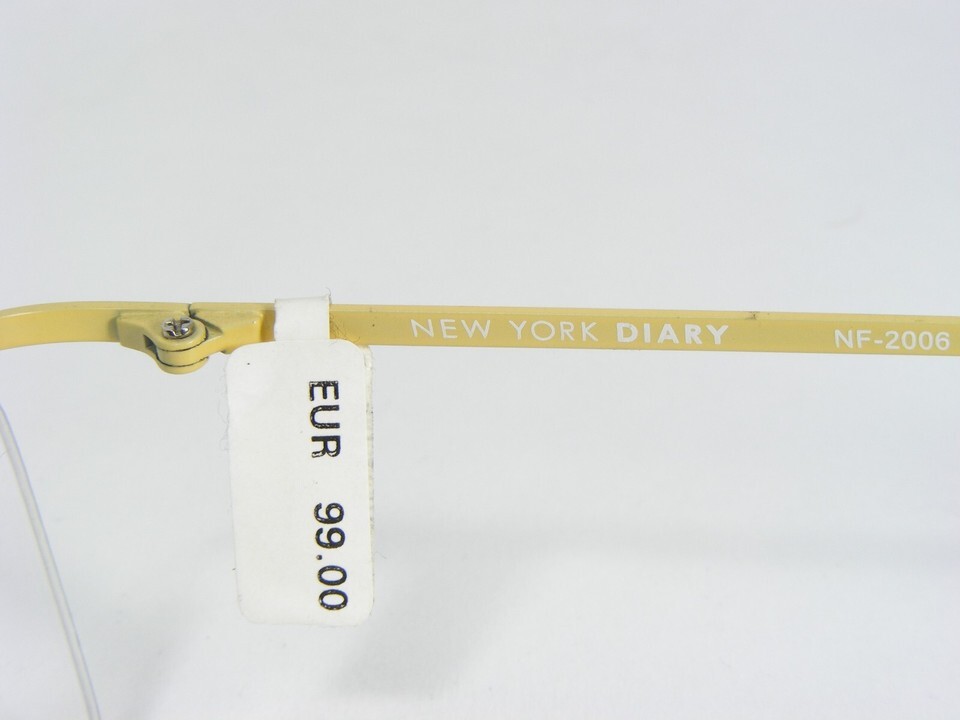 NEW YORK DIARY NF-2006
EUR 99.00